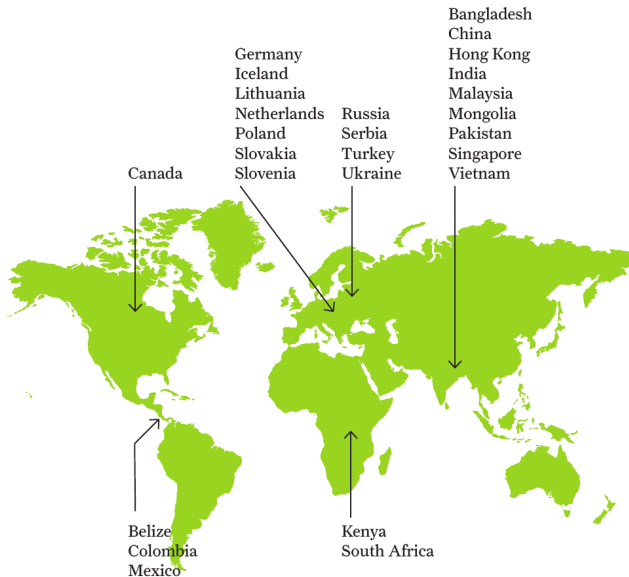 Canada
Germany
Iceland
Lithuania
Netherlands
Poland
Slovakia
Slovenia
Russia
Serbia
Turkey
Ukraine
Bangladesh
China
Hong Kong
India
Malaysia
Mongolia
Pakistan
Singapore
Vietnam
Belize
Colombia
Mexico
Kenya
South Africa